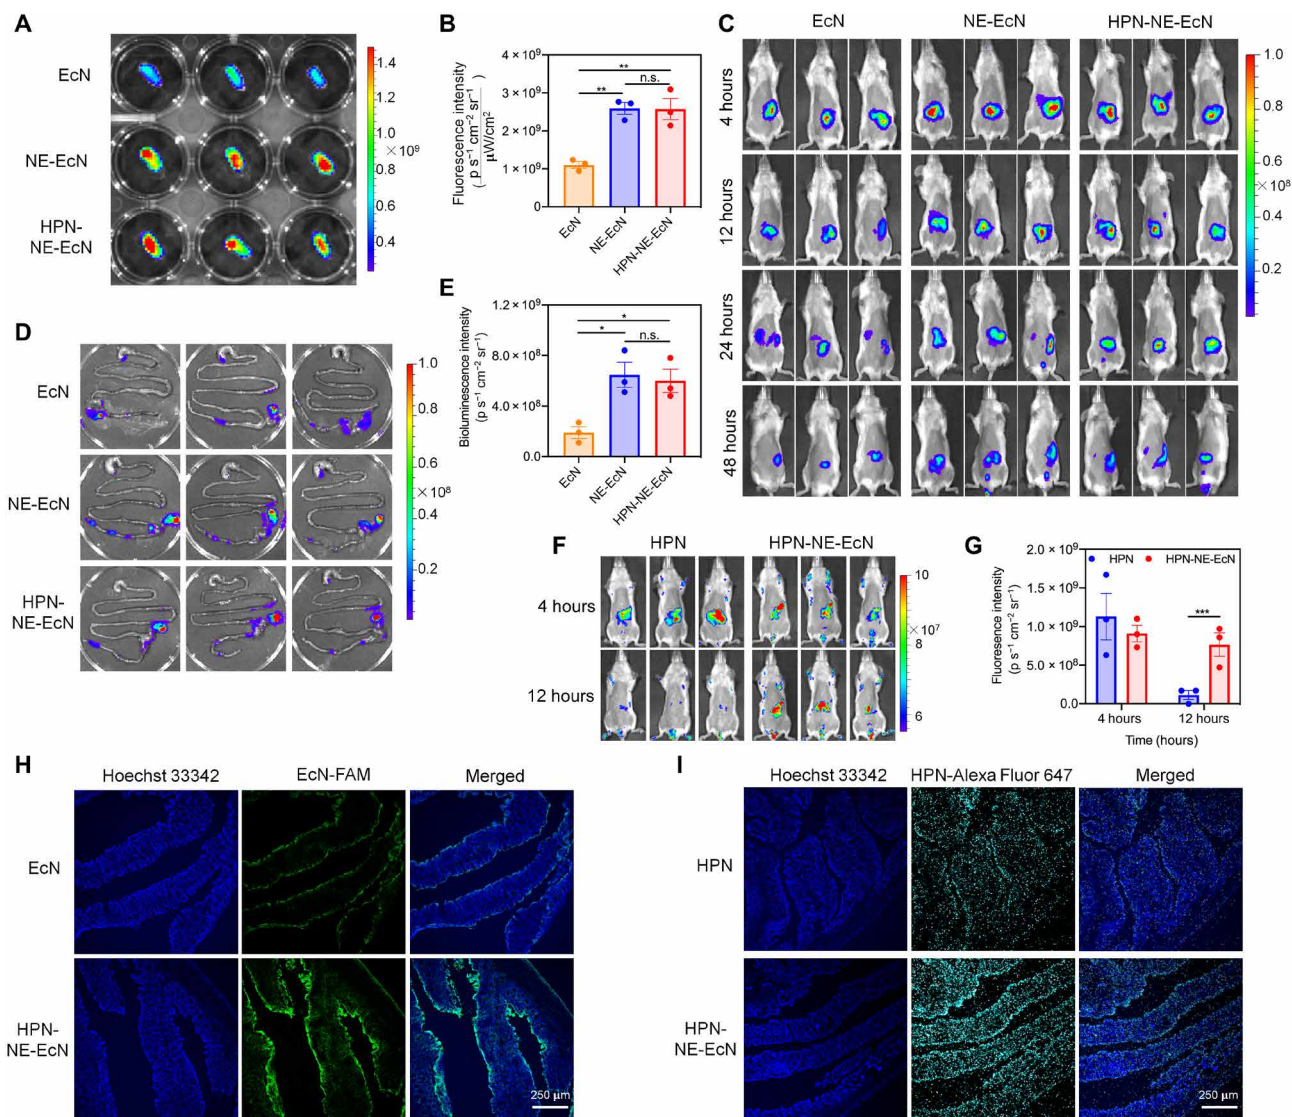 A
EcN
NE-EcN
HPN-
NE-EcN
1.4
1.2
1.0
×10⁹
0.8
0.6
0.4
B
Fluorescence intensity
( p s⁻¹ cm⁻² sr⁻¹ / μW/cm² )
4 × 10⁹
3 × 10⁹
2 × 10⁹
1 × 10⁹
0
**
**
n.s.
EcN
NE-EcN
HPN-NE-EcN
C
EcN
NE-EcN
HPN-NE-EcN
4 hours
12 hours
24 hours
48 hours
1.0
0.8
0.6
×10⁸
0.4
0.2
D
EcN
NE-EcN
HPN-
NE-EcN
1.0
0.8
0.6
×10⁸
0.4
0.2
E
Bioluminescence intensity
(p s⁻¹ cm⁻² sr⁻¹)
1.2 × 10⁹
8.0 × 10⁸
4.0 × 10⁸
0.0
*
*
n.s.
EcN
NE-EcN
HPN-NE-EcN
F
HPN
HPN-NE-EcN
4 hours
12 hours
10
9
8
×10⁷
7
6
G
Fluoresence intensity
(p s⁻¹ cm⁻² sr⁻¹)
2.0 × 10⁹
1.5 × 10⁹
1.0 × 10⁹
5.0 × 10⁸
0.0
HPN
HPN-NE-EcN
***
4 hours
12 hours
Time (hours)
H
Hoechst 33342
EcN-FAM
Merged
EcN
HPN-
NE-EcN
250 μm
I
Hoechst 33342
HPN-Alexa Fluor 647
Merged
HPN
HPN-
NE-EcN
250 μm